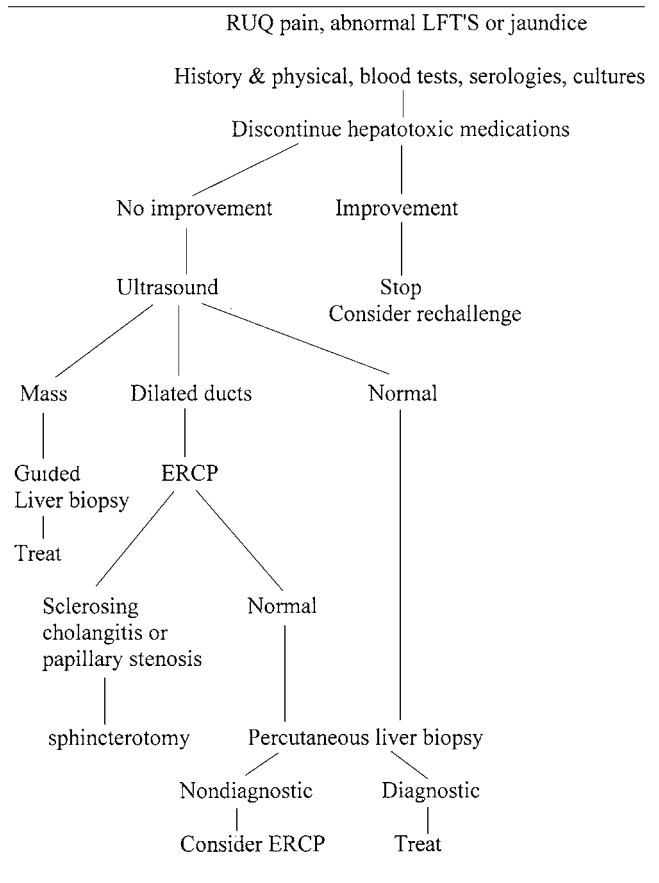 RUQ pain, abnormal LFT'S or jaundice
History & physical, blood tests, serologies, cultures
Discontinue hepatotoxic medications
No improvement
Improvement
Ultrasound
Stop
Consider rechallenge
Mass
Dilated ducts
Normal
Guided
Liver biopsy
ERCP
Treat
Sclerosing
cholangitis or
papillary stenosis
Normal
sphincterotomy
Percutaneous liver biopsy
Nondiagnostic
Diagnostic
Consider ERCP
Treat